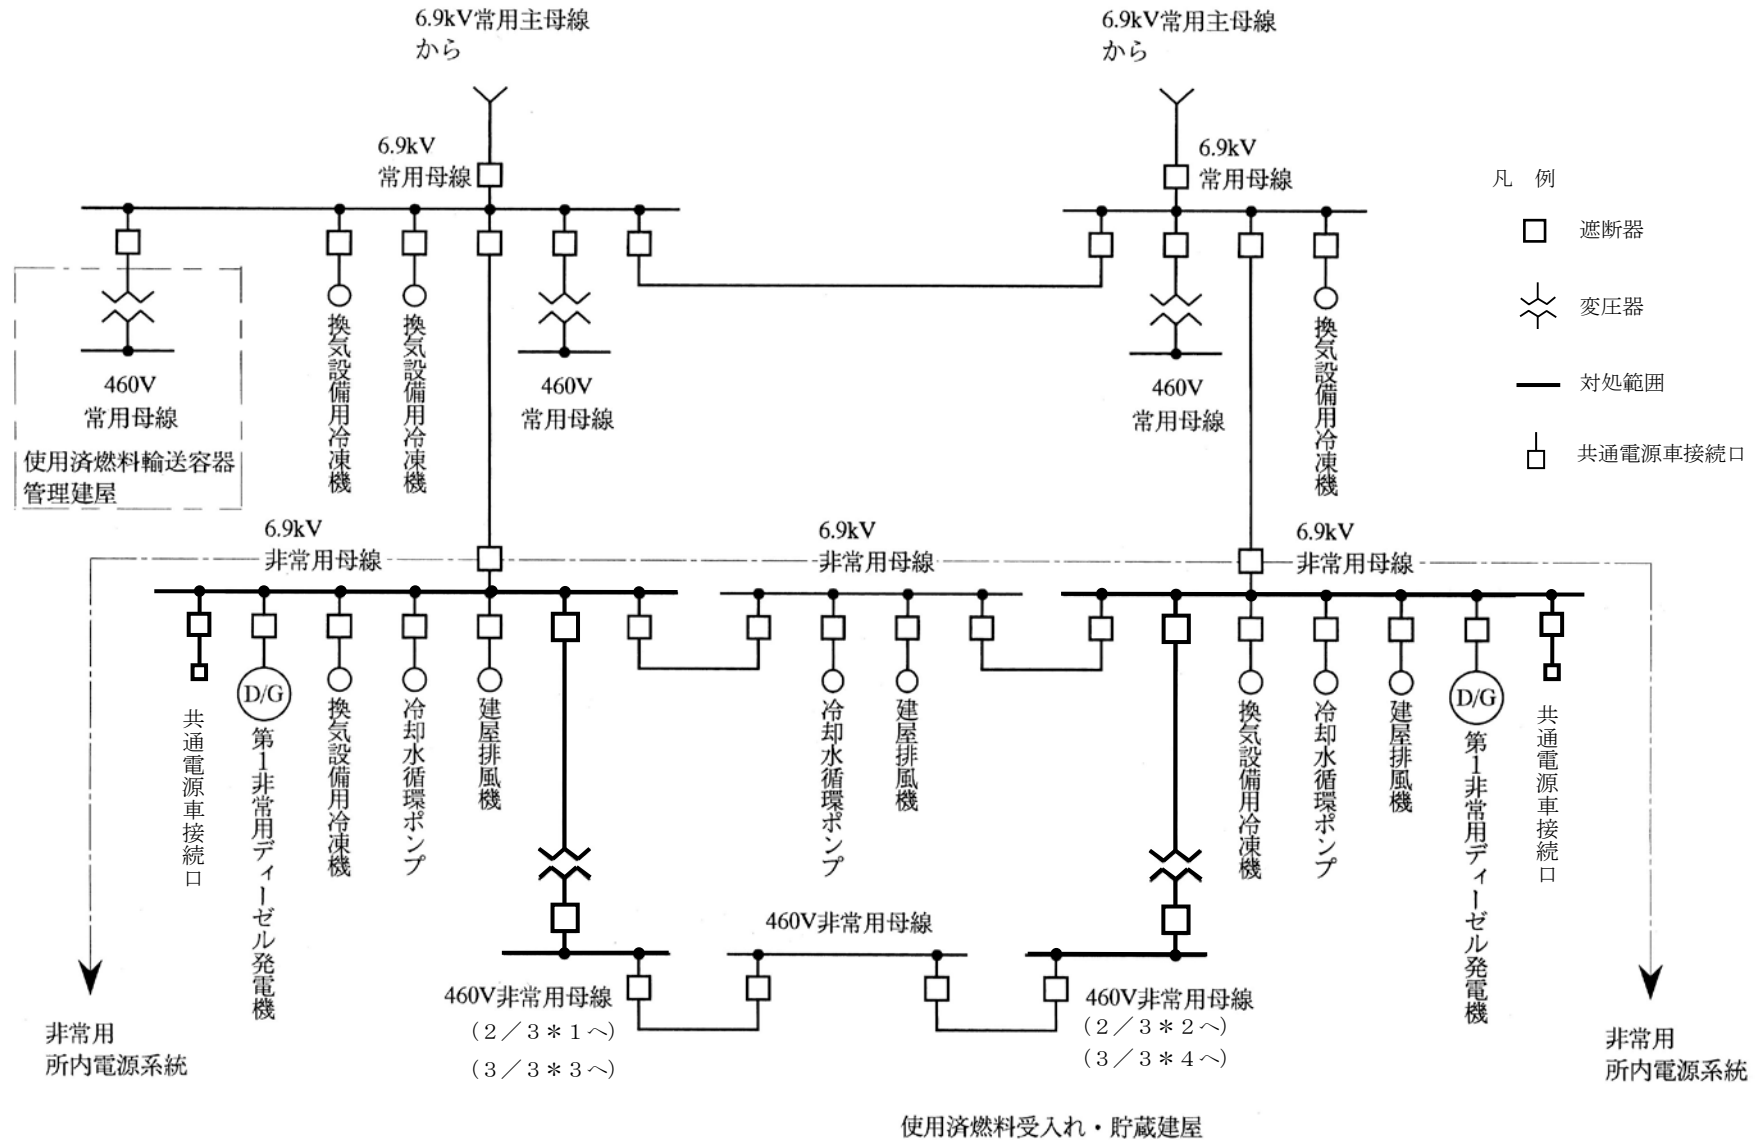 6.9kV常用主母線
から
6.9kV常用主母線
から
6.9kV
常用母線
6.9kV
常用母線
凡　例
遮断器
変圧器
対処範囲
共通電源車接続口
換気設備用冷凍機
換気設備用冷凍機
換気設備用冷凍機
460V
常用母線
460V
常用母線
460V
常用母線
使用済燃料輸送容器
管理建屋
6.9kV
非常用母線
6.9kV
非常用母線
6.9kV
非常用母線
D/G
D/G
共通電源車接続口
第1非常用ディーゼル発電機
換気設備用冷凍機
冷却水循環ポンプ
建屋排風機
冷却水循環ポンプ
建屋排風機
換気設備用冷凍機
冷却水循環ポンプ
建屋排風機
第1非常用ディーゼル発電機
共通電源車接続口
460V非常用母線
460V非常用母線
（２／３＊１へ）
（３／３＊３へ）
460V非常用母線
（２／３＊２へ）
（３／３＊４へ）
非常用
所内電源系統
非常用
所内電源系統
使用済燃料受入れ・貯蔵建屋